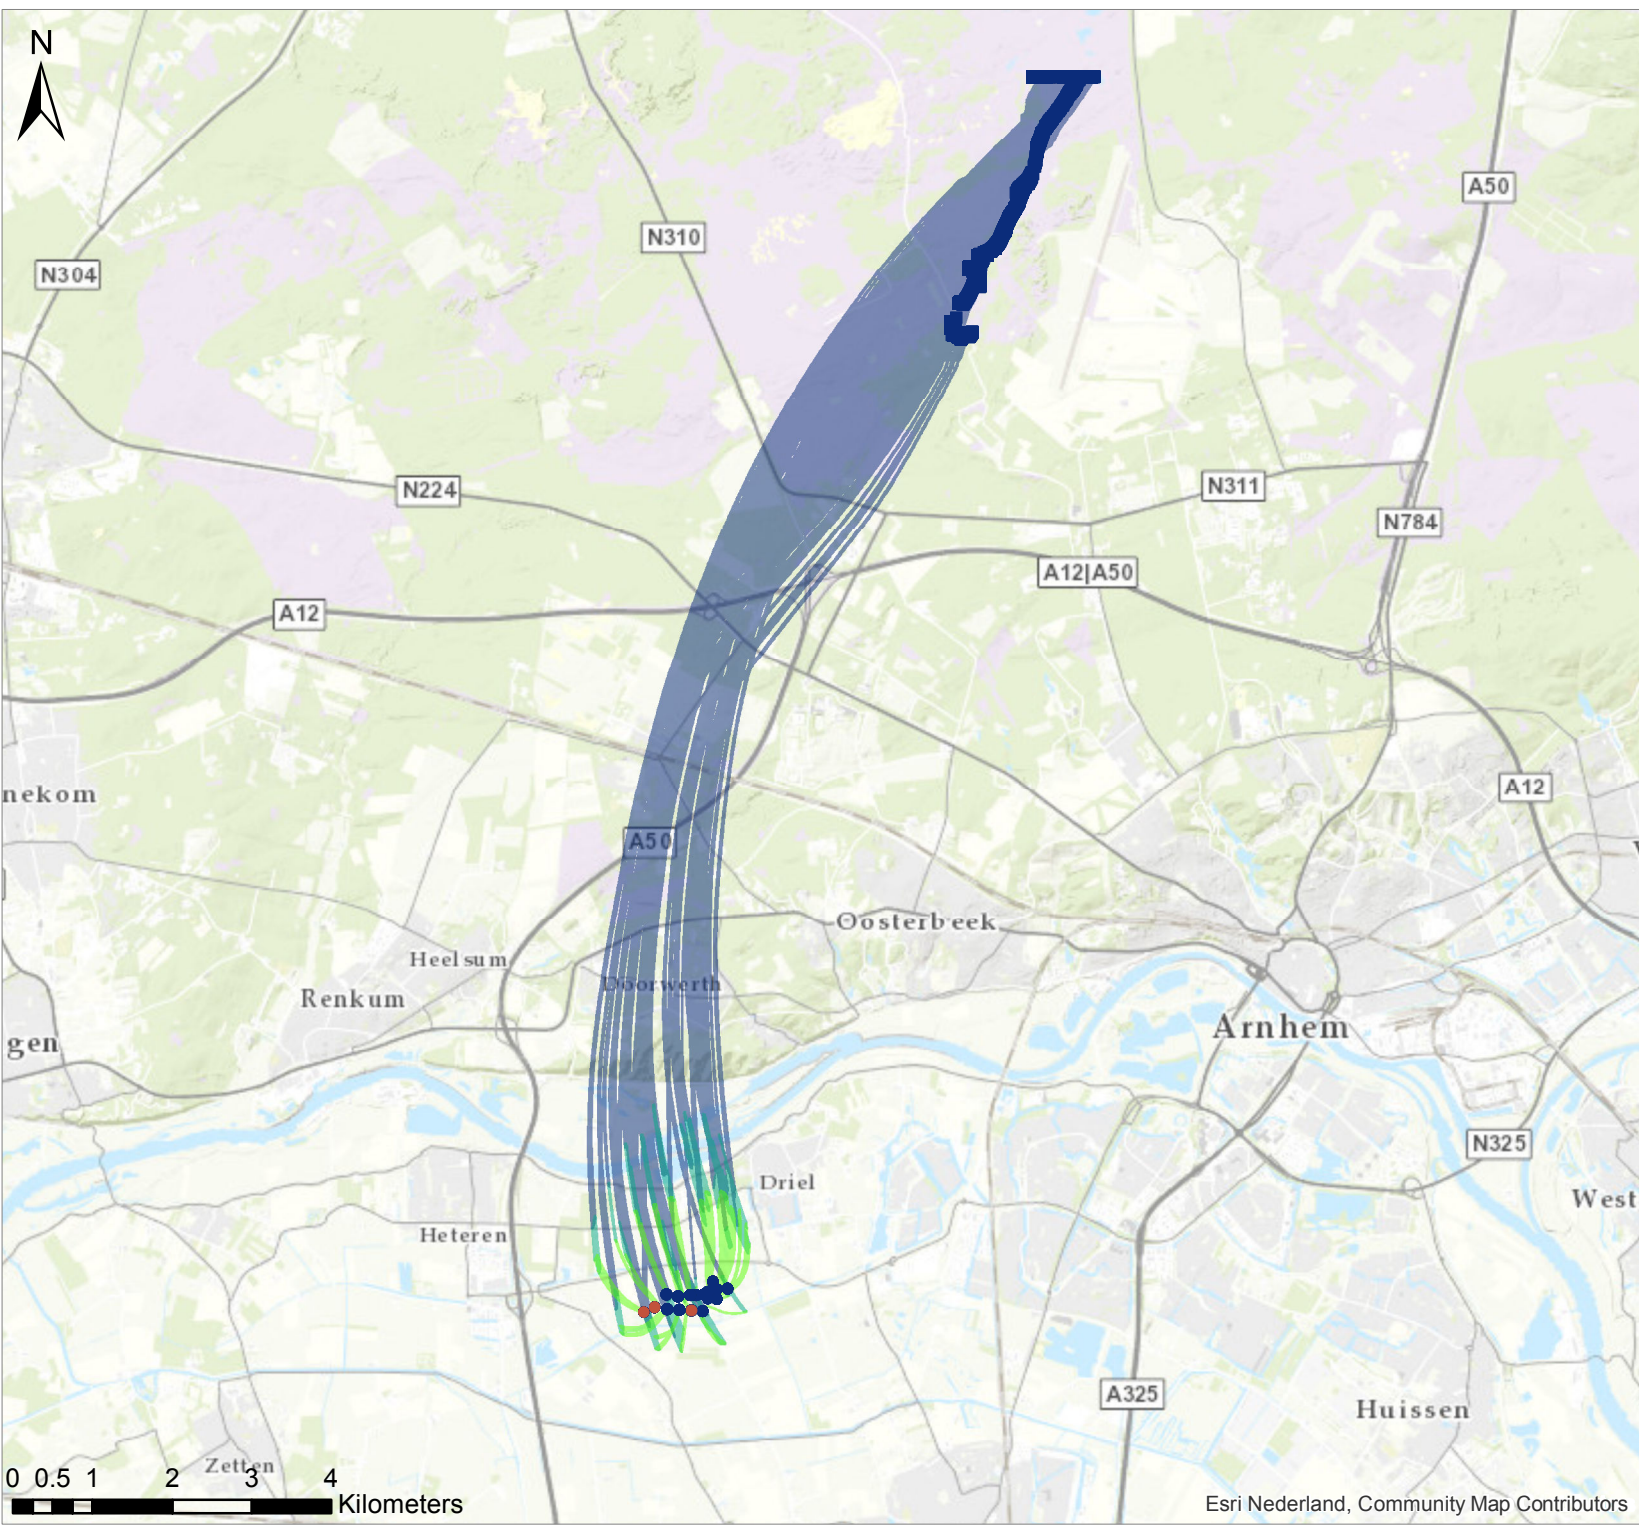 N
A50
N310
N304
N311
N224
N784
A12|A50
A12
A12
nekom
A50
Oosterbeek
Heelsum
Doorwerth
Renkum
Arnhem
gen
N325
Driel
West
Heteren
A325
Huissen
Zetten
0 0.5 1 2 3 4
Kilometers
Esri Nederland, Community Map Contributors